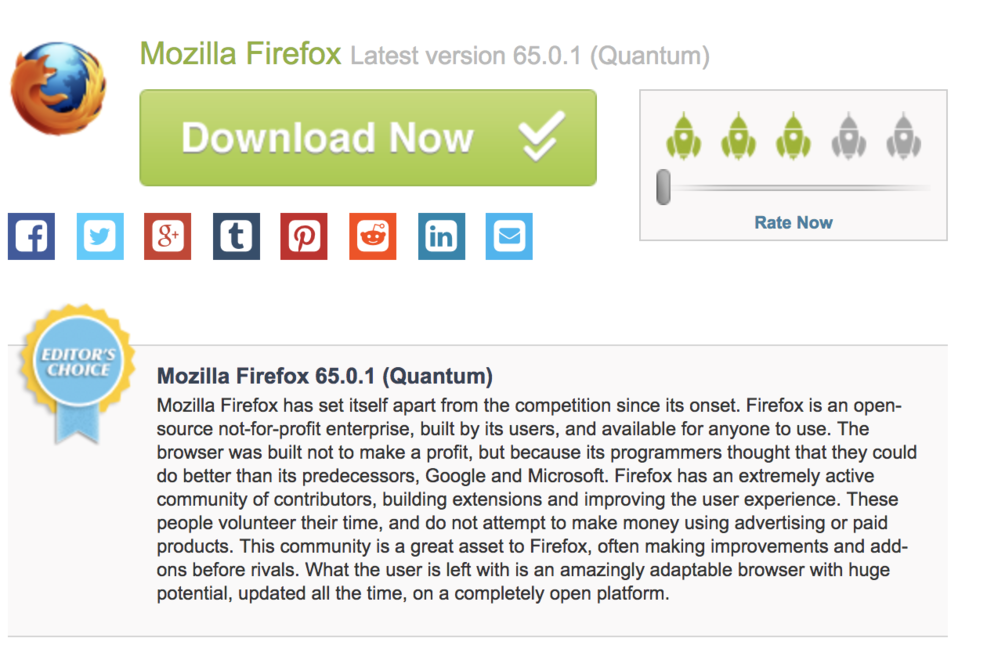 Mozilla Firefox Latest version 65.0.1 (Quantum)
Download Now
Rate Now
f
g+
t
in
EDITOR'S
CHOICE
Mozilla Firefox 65.0.1 (Quantum)
Mozilla Firefox has set itself apart from the competition since its onset. Firefox is an open-
source not-for-profit enterprise, built by its users, and available for anyone to use. The
browser was built not to make a profit, but because its programmers thought that they could
do better than its predecessors, Google and Microsoft. Firefox has an extremely active
community of contributors, building extensions and improving the user experience. These
people volunteer their time, and do not attempt to make money using advertising or paid
products. This community is a great asset to Firefox, often making improvements and add-
ons before rivals. What the user is left with is an amazingly adaptable browser with huge
potential, updated all the time, on a completely open platform.